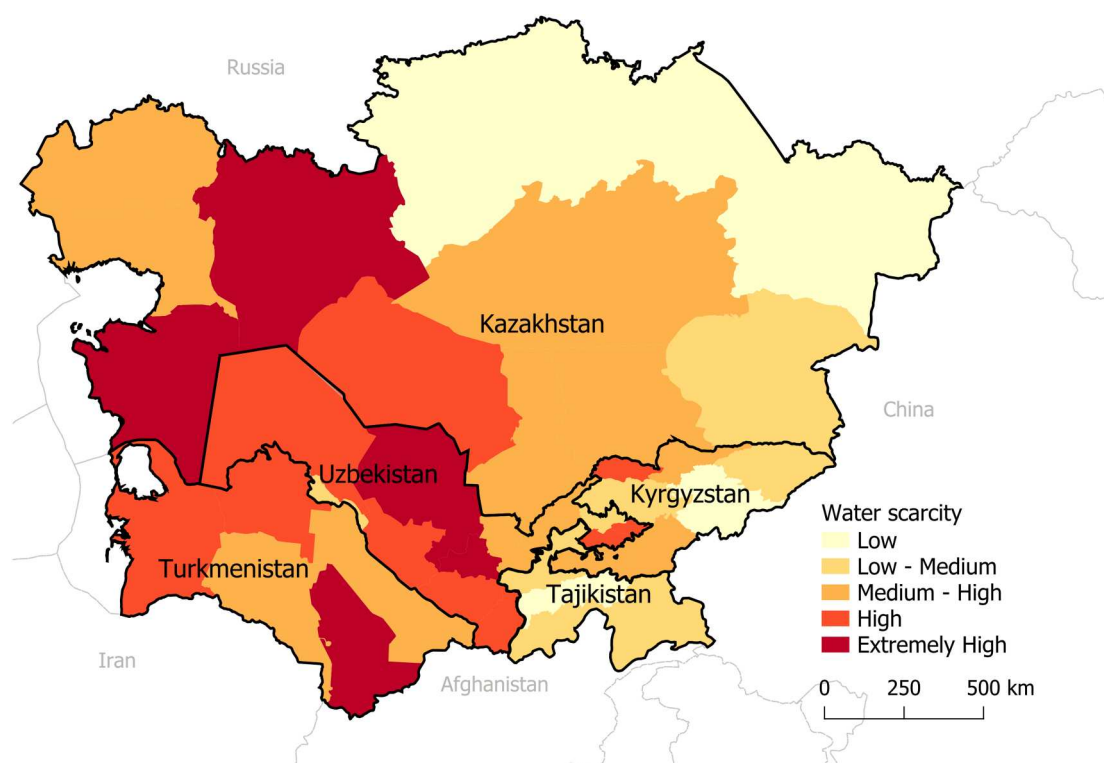 Russia
Kazakhstan
China
Uzbekistan
Kyrgyzstan
Turkmenistan
Tajikistan
Iran
Afghanistan
Water scarcity
Low
Low - Medium
Medium - High
High
Extremely High
0 250 500 km